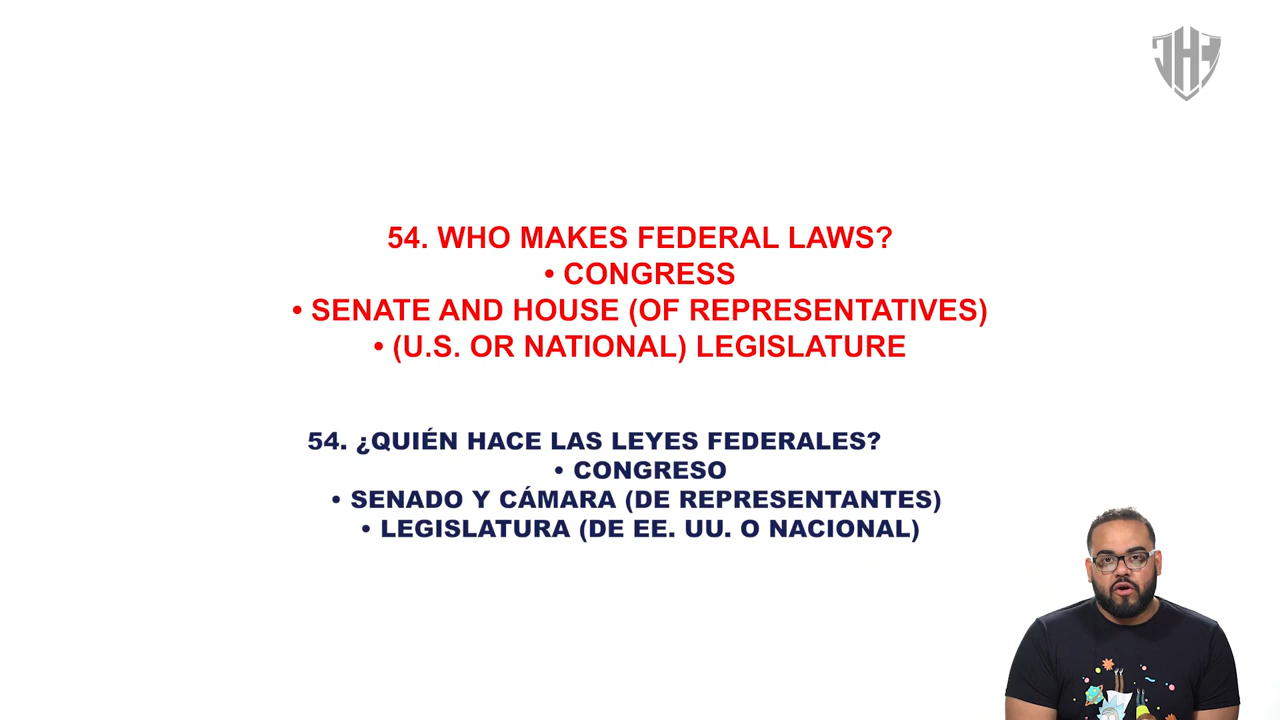 JHF
54. WHO MAKES FEDERAL LAWS?
• CONGRESS
• SENATE AND HOUSE (OF REPRESENTATIVES)
• (U.S. OR NATIONAL) LEGISLATURE
54. ¿QUIÉN HACE LAS LEYES FEDERALES?
• CONGRESO
• SENADO Y CÁMARA (DE REPRESENTANTES)
• LEGISLATURA (DE EE. UU. O NACIONAL)